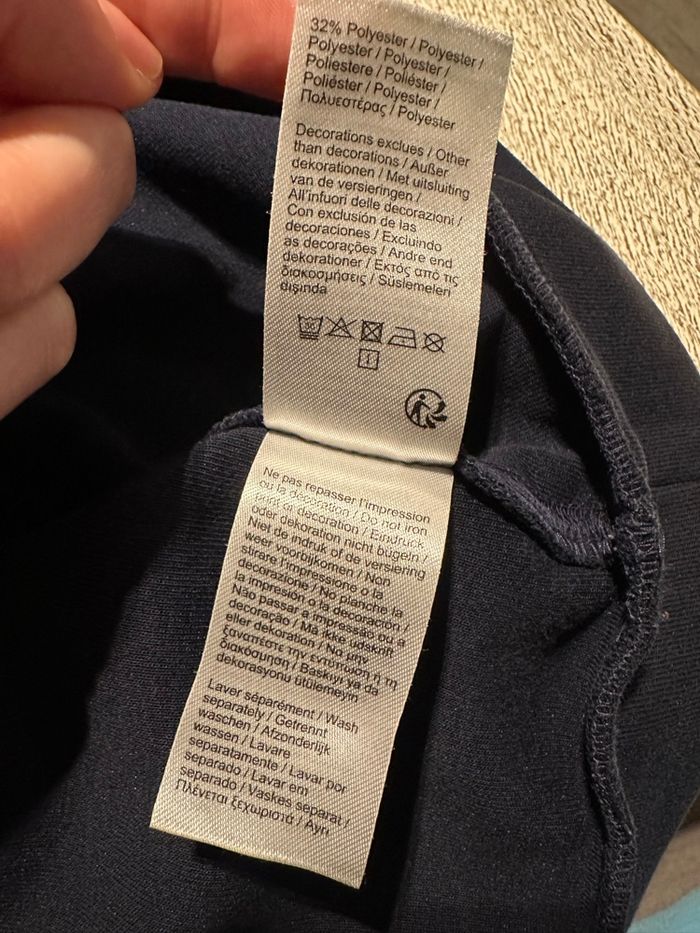 32% Polyester / Polyester /
Polyester / Polyester /
Poliestere / Poliéster /
Poliéster / Polyester /
Πολυεστέρας / Polyester
Decorations exclues / Other
than decorations / Außer
dekorationen / Met uitsluiting
van de versieringen /
All'infuori delle decorazioni /
Con exclusión de las
decoraciones / Excluindo
as decorações / Andre end
dekorationer / Εκτός από τις
διακοσμήσεις / Süslemeleri
dışında
Ne pas repasser l'impression
ou la décoration / Do not iron
print or decoration / Eindruck
oder dekoration nicht bügeln /
Niet de indruk of de versiering
weer voorbijkomen / Non
stirare l'impressione o la
decorazione / No planche la
la impresión o la decoración /
Não passar a impressão ou a
decoração / Må ikke udskrift
eller dekoration / Να μην
ξαναπέστε την εντύπωση ή τη
διακόσμηση / Baskıyı ya da
dekorasyonu ütülemeyin
Laver séparément / Wash
separately / Getrennt
waschen / Afzonderlijk
wassen / Lavare
separatamente / Lavar por
separado / Lavar em
separado / Vaskes separat /
Πλένεται ξεχωριστά / Ayrı